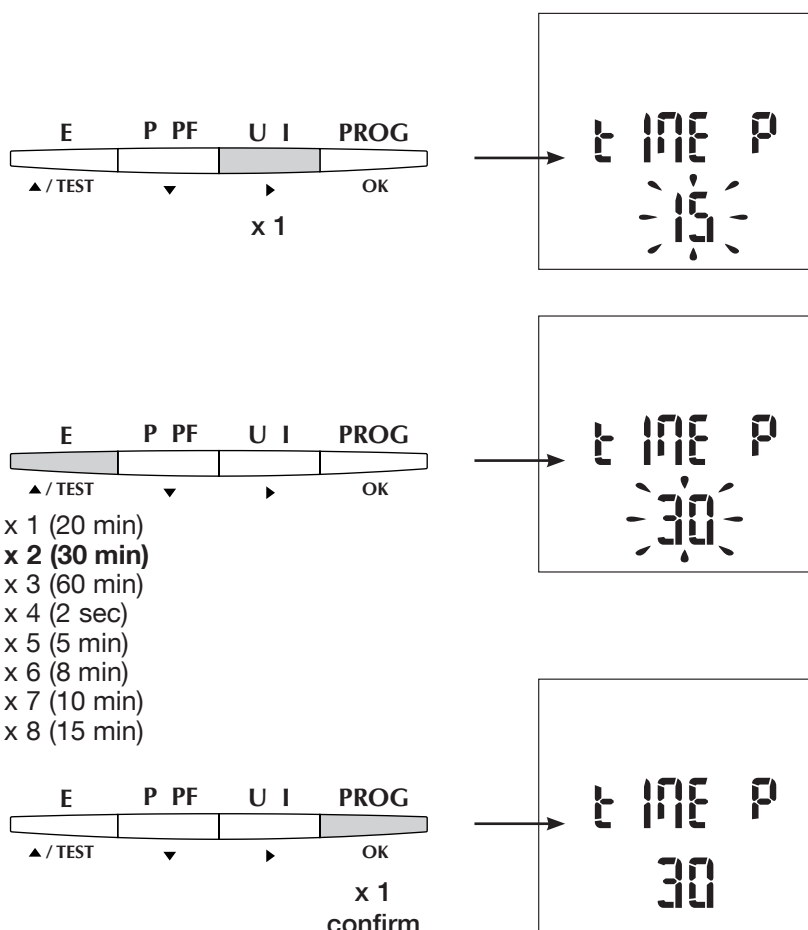 E P PF U I PROG
▲ / TEST ▼ ▶ OK
x 1
t IME P
15
E P PF U I PROG
▲ / TEST ▼ ▶ OK
x 1 (20 min)
x 2 (30 min)
x 3 (60 min)
x 4 (2 sec)
x 5 (5 min)
x 6 (8 min)
x 7 (10 min)
x 8 (15 min)
t IME P
30
E P PF U I PROG
▲ / TEST ▼ ▶ OK
x 1
confirm
t IME P
30